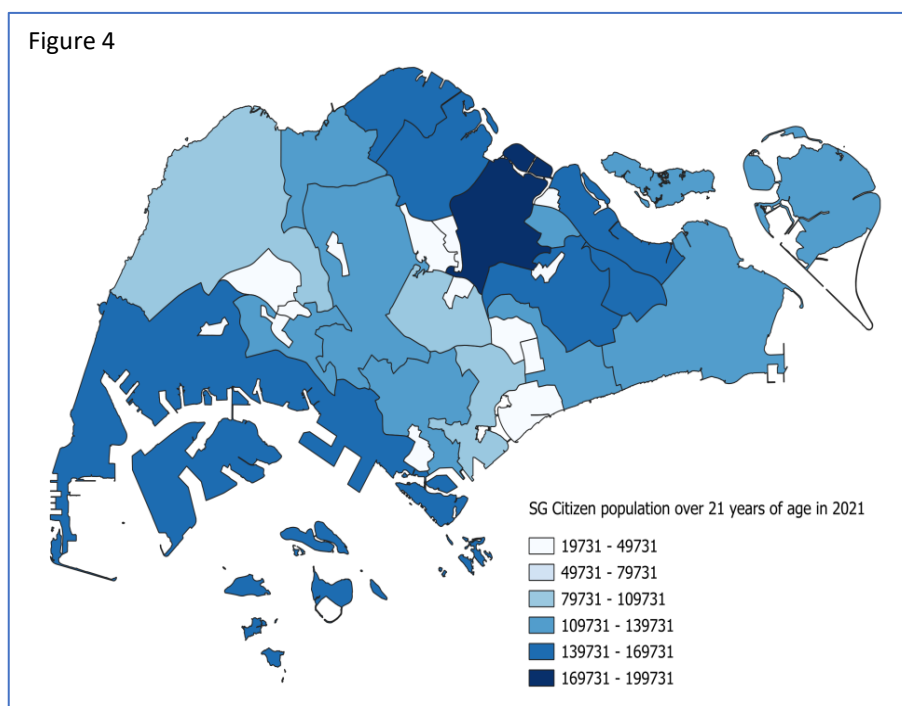 Figure 4
SG Citizen population over 21 years of age in 2021
19731 - 49731
49731 - 79731
79731 - 109731
109731 - 139731
139731 - 169731
169731 - 199731